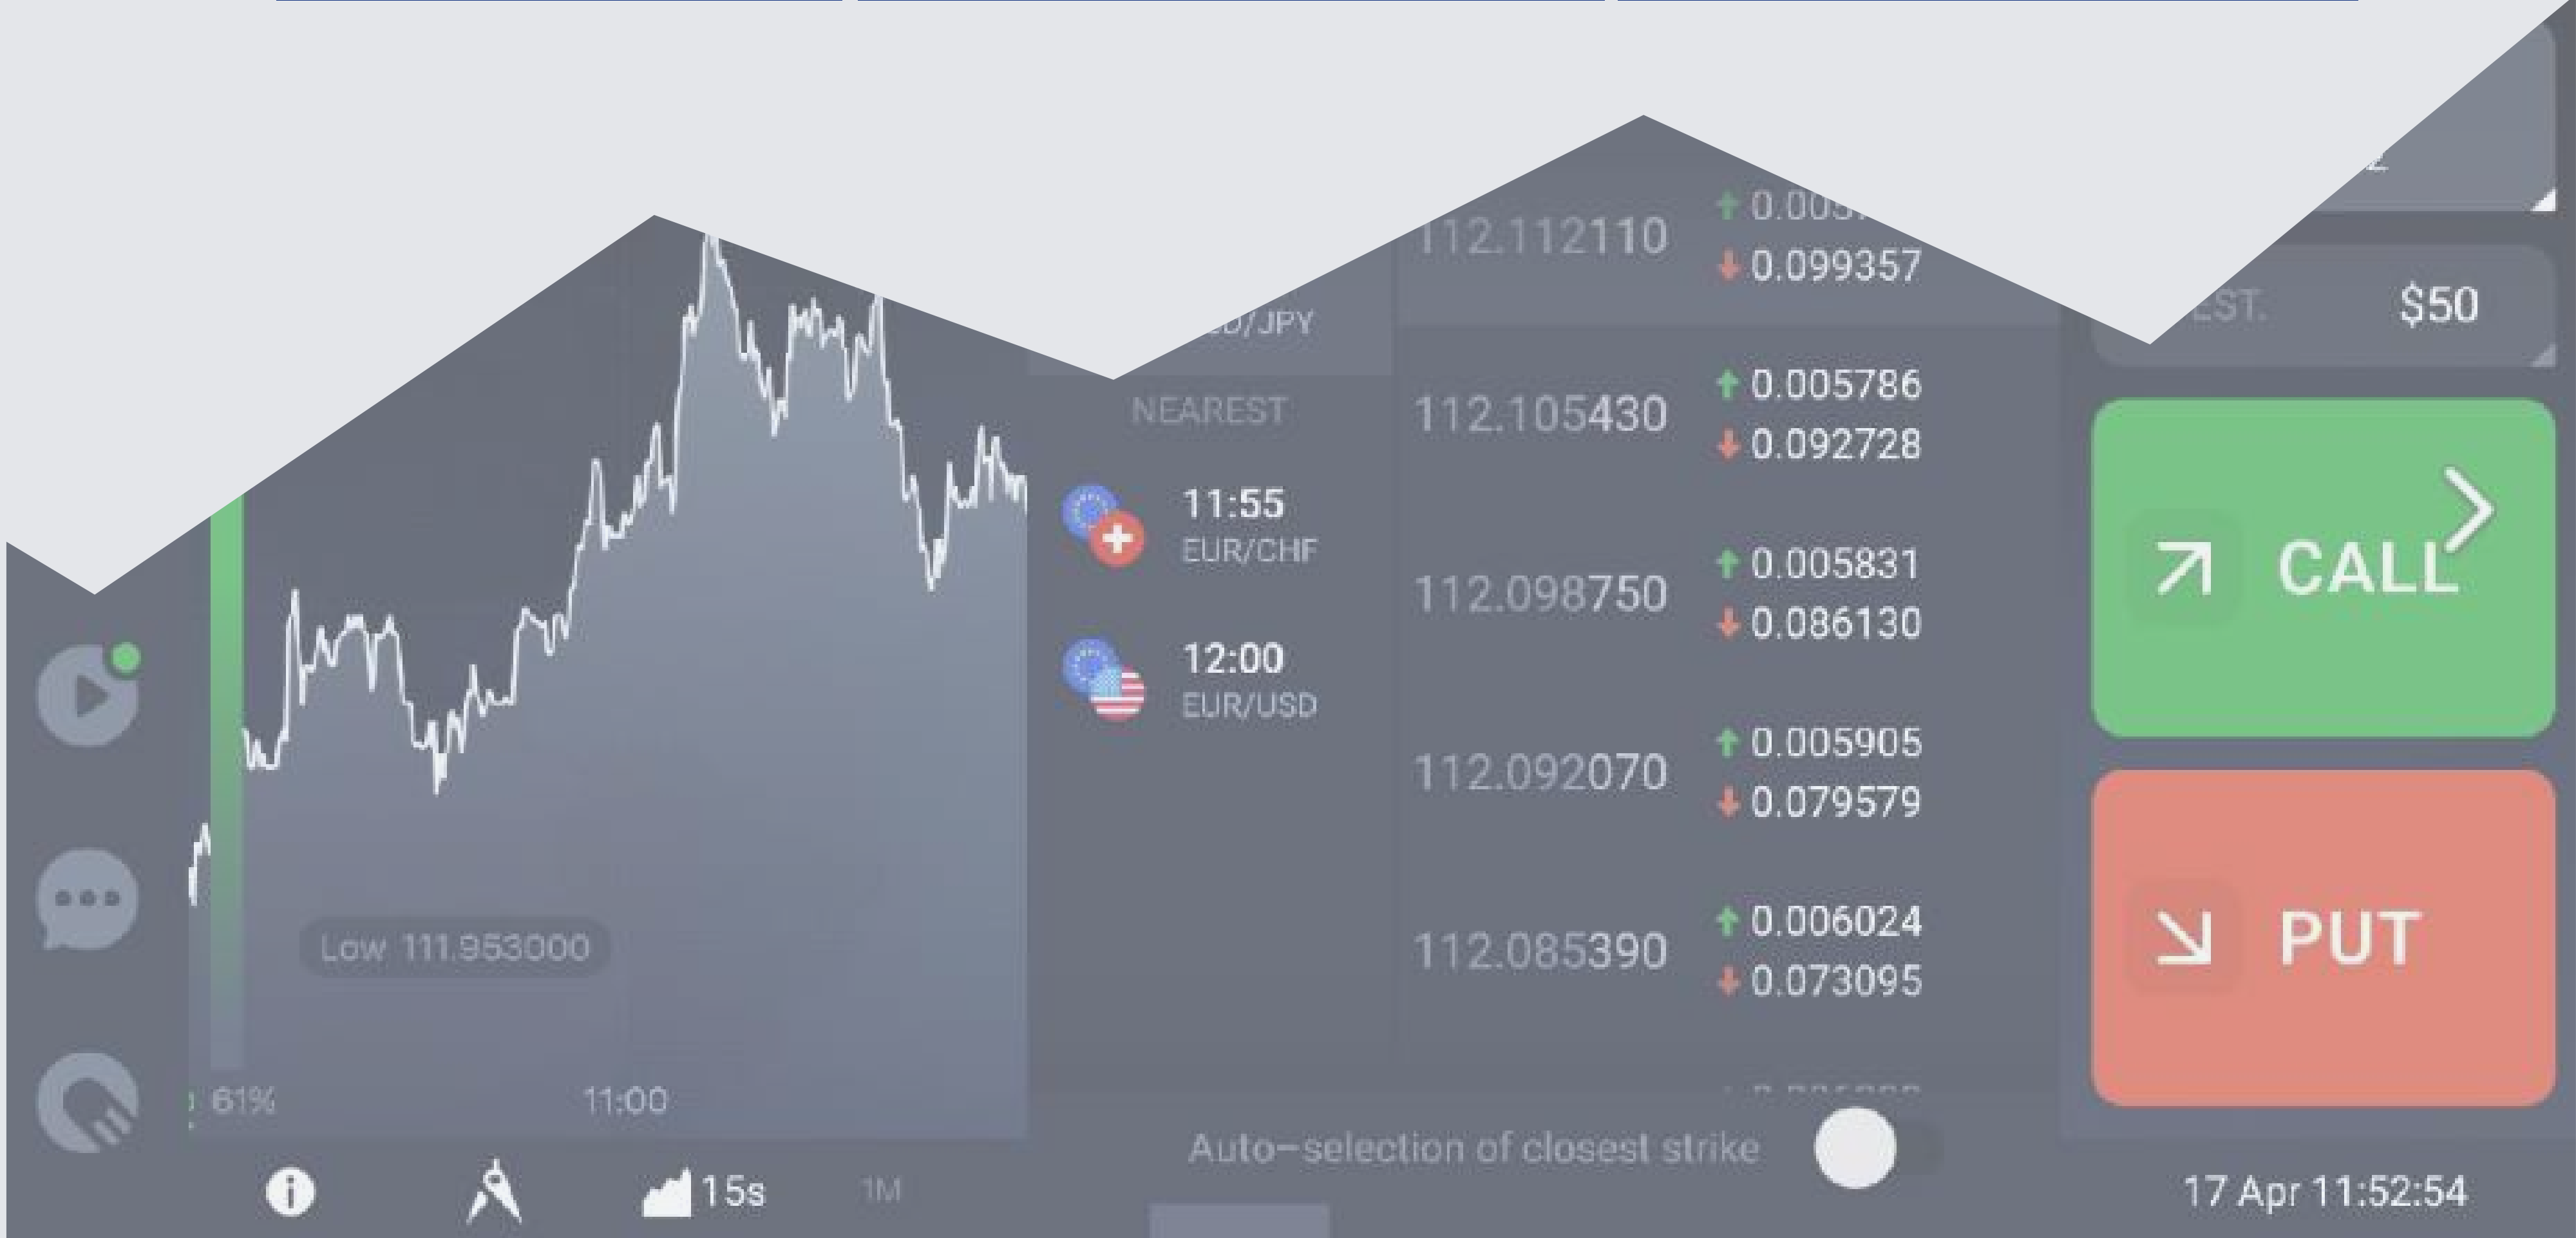 112.112110
0.099357
$50
NEAREST
112.105430
0.005786
0.092728
11:55
EUR/CHF
112.098750
0.005831
0.086130
CALL
12:00
EUR/USD
112.092070
0.005905
0.079579
Low 111.953000
112.085390
0.006024
0.073095
PUT
61%
11:00
Auto-selection of closest strike
15s
1M
17 Apr 11:52:54